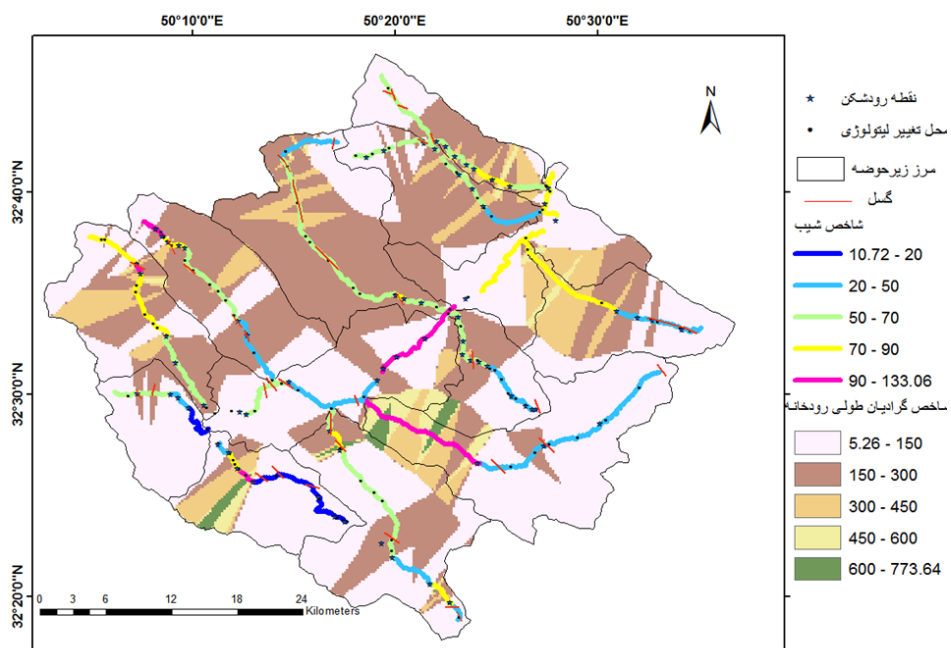 50°10'0"E 50°20'0"E 50°30'0"E
32°40'0"N
32°30'0"N
32°20'0"N
N
0 3 6 12 18 24
Kilometers
نقطه رودشکن
محل تغییر لیتولوژی
مرز زیرحوضه
گسل
شاخص شیب
10.72 - 20
20 - 50
50 - 70
70 - 90
90 - 133.06
شاخص گرادیان طولی رودخانه
5.26 - 150
150 - 300
300 - 450
450 - 600
600 - 773.64